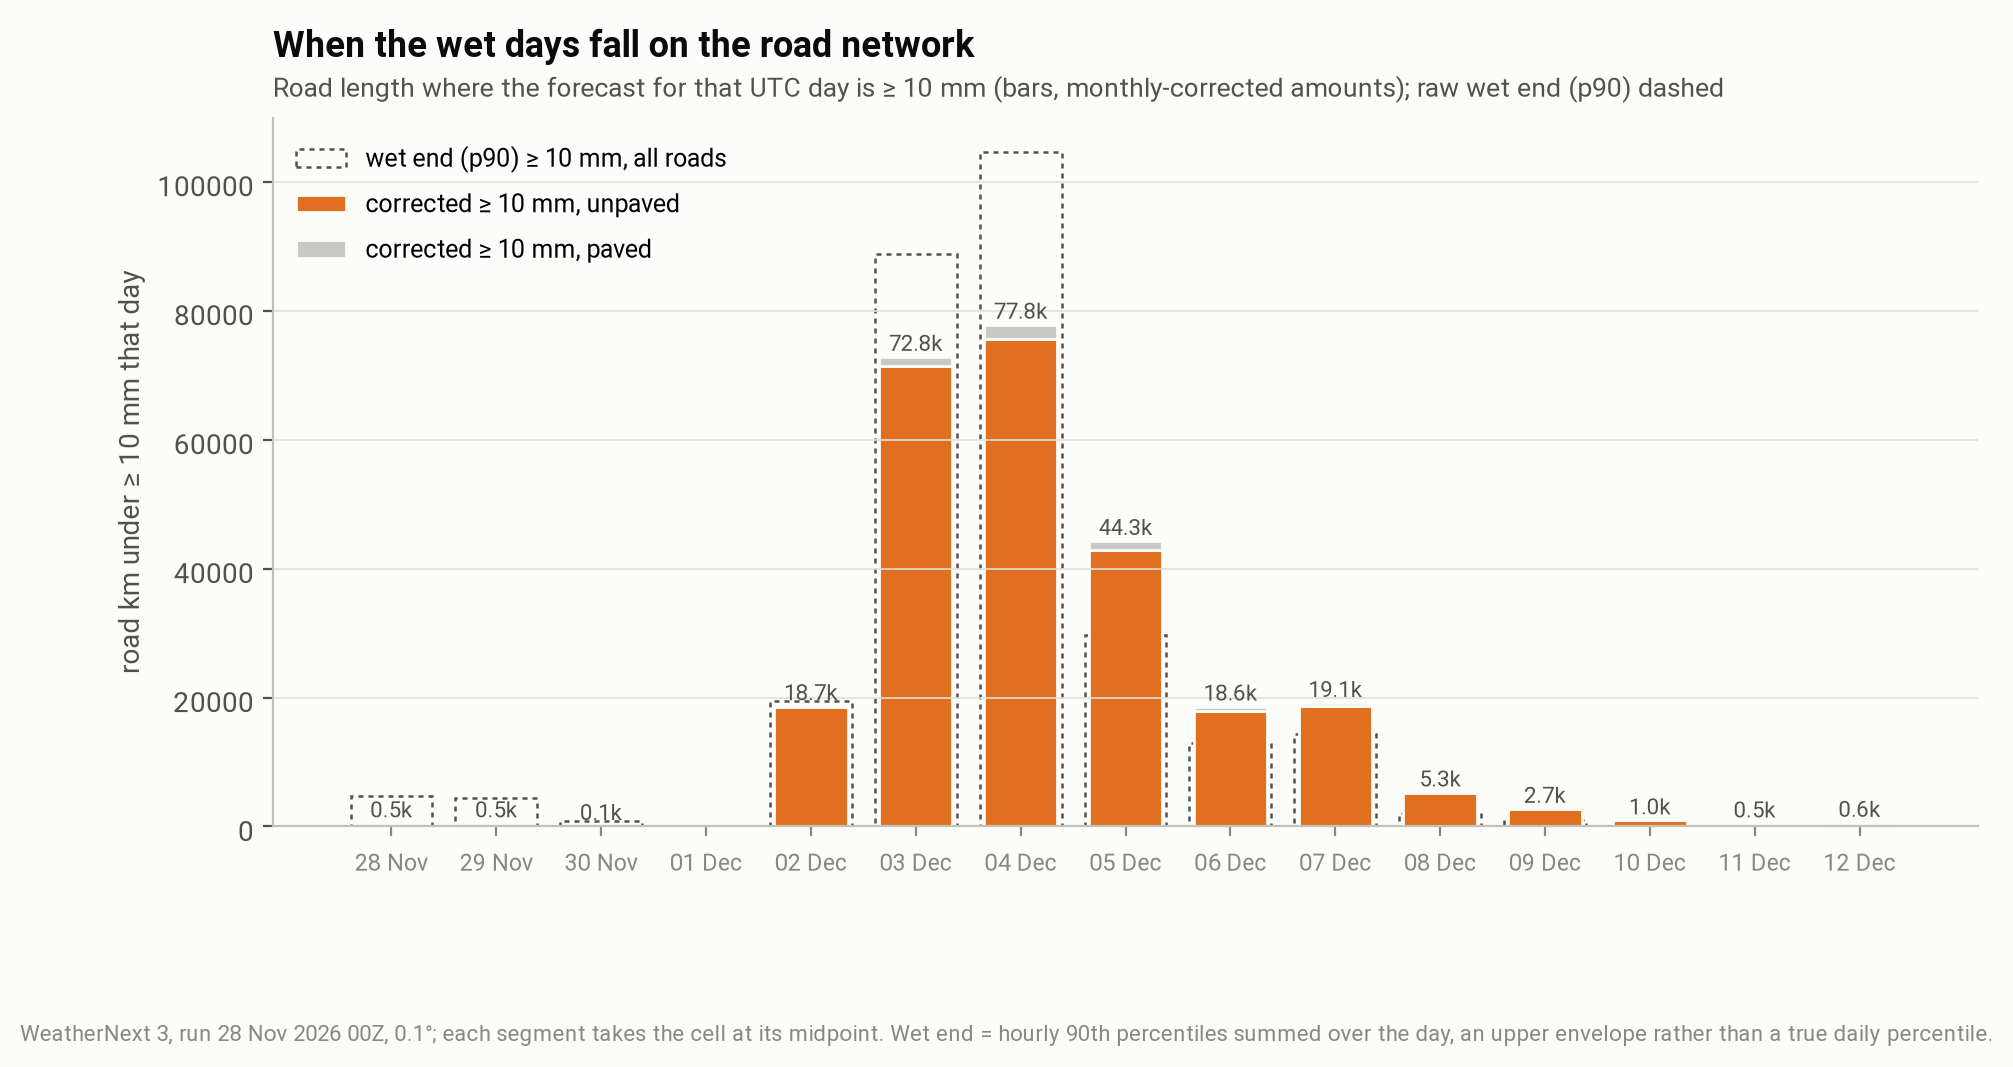 When the wet days fall on the road network
Road length where the forecast for that UTC day is ≥ 10 mm (bars, monthly-corrected amounts); raw wet end (p90) dashed
wet end (p90) ≥ 10 mm, all roads
corrected ≥ 10 mm, unpaved
corrected ≥ 10 mm, paved
road km under ≥ 10 mm that day
100000
80000
60000
40000
20000
0
0.5k
0.5k
0.1k
18.7k
72.8k
77.8k
44.3k
18.6k
19.1k
5.3k
2.7k
1.0k
0.5k
0.6k
28 Nov
29 Nov
30 Nov
01 Dec
02 Dec
03 Dec
04 Dec
05 Dec
06 Dec
07 Dec
08 Dec
09 Dec
10 Dec
11 Dec
12 Dec
WeatherNext 3, run 28 Nov 2026 00Z, 0.1°; each segment takes the cell at its midpoint. Wet end = hourly 90th percentiles summed over the day, an upper envelope rather than a true daily percentile.